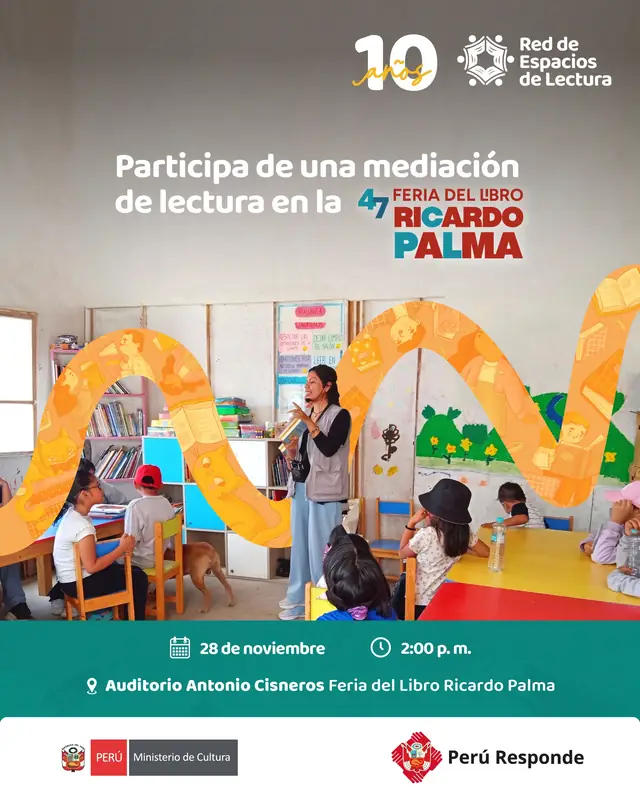 10 años
Red de
Espacios
de Lectura
Participa de una mediación
de lectura en la
47 FERIA DEL LIBRO
RICARDO
PALMA
28 de noviembre
2:00 p. m.
Auditorio Antonio Cisneros Feria del Libro Ricardo Palma
PERÚ
Ministerio de Cultura
Perú Responde